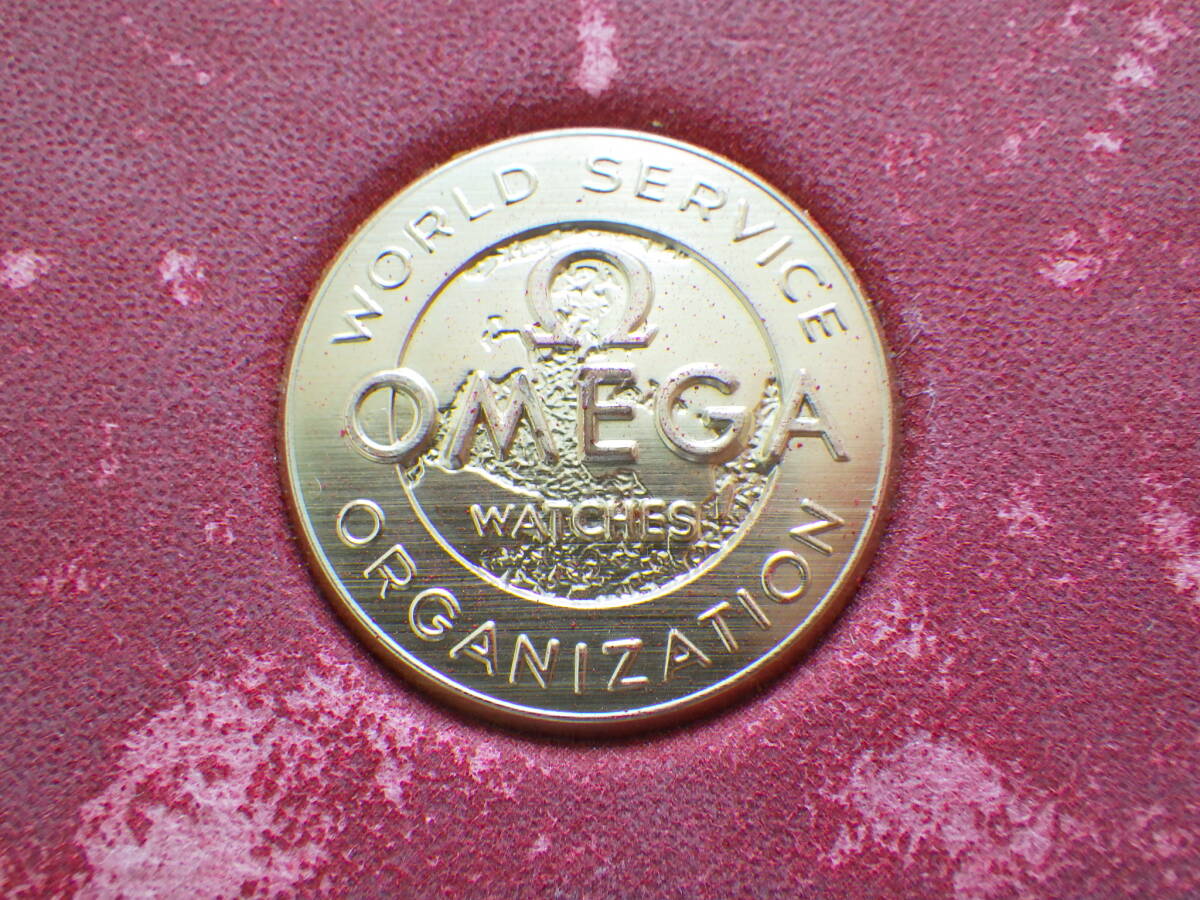 WORLD SERVICE
Ω
OMEGA
WATCHES
ORGANIZATION